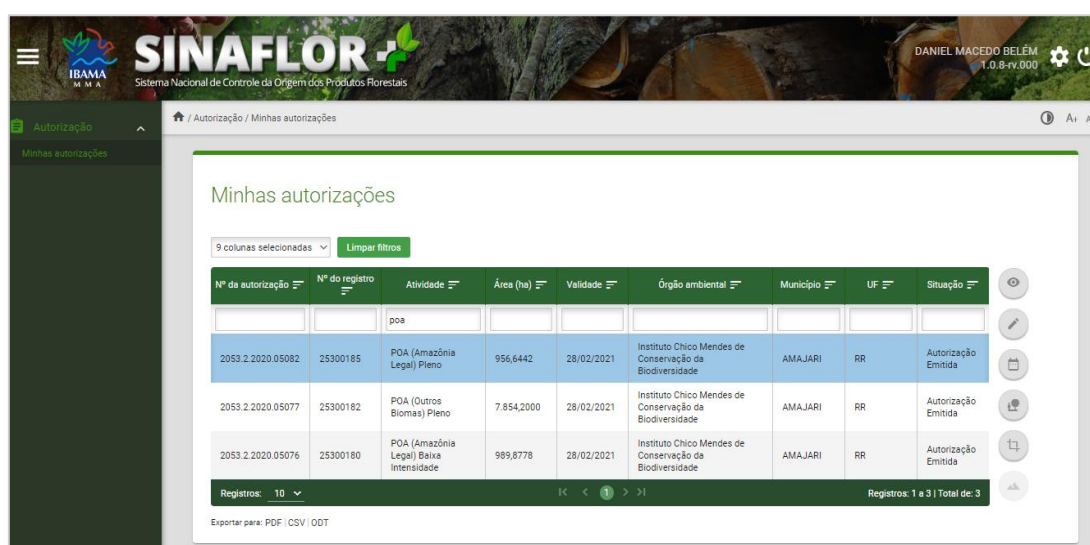 IBAMA
M M A
SINAFLOR+
Sistema Nacional de Controle da Origem dos Produtos Florestais
DANIEL MACEDO BELÉM
1.0.8-rv.000
Autorização
Minhas autorizações
/ Autorização / Minhas autorizações
A+
Minhas autorizações
9 colunas selecionadas
Limpar filtros
Nº da autorização
Nº do registro
Atividade
Área (ha)
Validade
Órgão ambiental
Município
UF
Situação
poa
2053.2.2020.05082
25300185
POA (Amazônia
Legal) Pleno
956,6442
28/02/2021
Instituto Chico Mendes de
Conservação da
Biodiversidade
AMAJARI
RR
Autorização
Emitida
2053.2.2020.05077
25300182
POA (Outros
Biomas) Pleno
7.854,2000
28/02/2021
Instituto Chico Mendes de
Conservação da
Biodiversidade
AMAJARI
RR
Autorização
Emitida
2053.2.2020.05076
25300180
POA (Amazônia
Legal) Baixa
Intensidade
989,8778
28/02/2021
Instituto Chico Mendes de
Conservação da
Biodiversidade
AMAJARI
RR
Autorização
Emitida
Registros: 10
1
Registros: 1 a 3 | Total de: 3
Exportar para: PDF | CSV | ODT